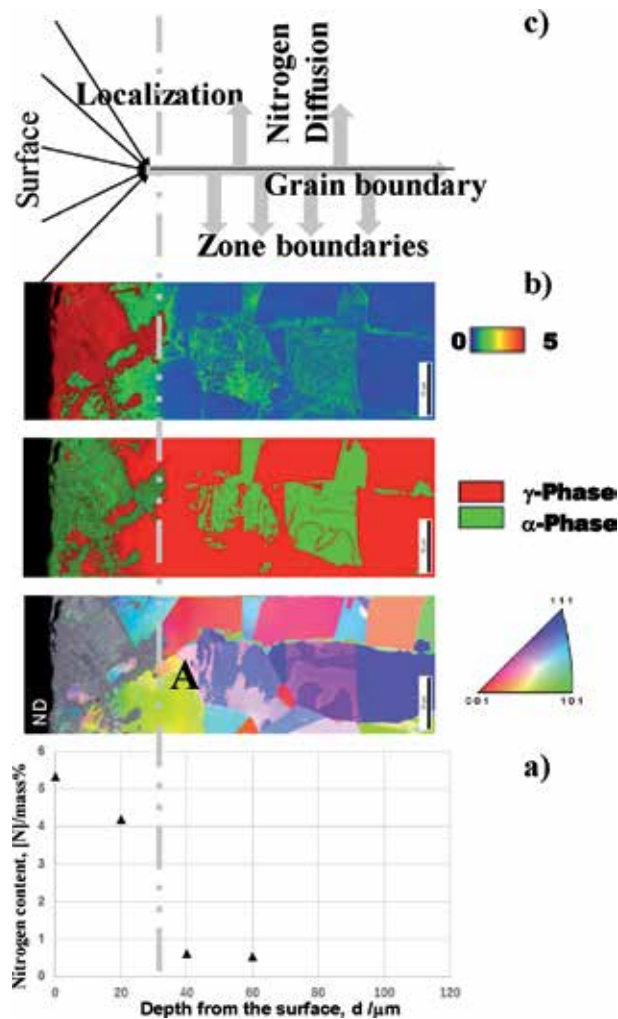 c)
Surface
Localization
Nitrogen
Diffusion
Grain boundary
Zone boundaries
b)
0 5
γ-Phase
α-Phase
A
ND
111
001 101
a)
Nitrogen content, [N]/mass%
6
5
4
3
2
1
0
0 20 40 60 80 100 120
Depth from the surface, d /μm